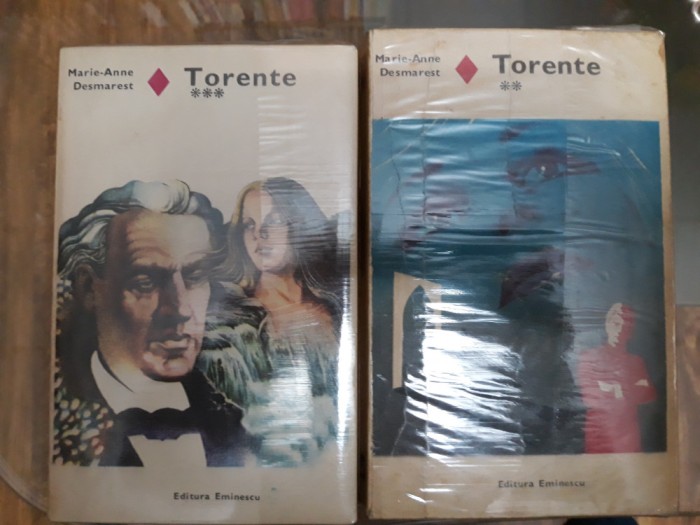 Marie-Anne
Desmarest
Torente
***
Editura Eminescu
Marie-Anne
Desmarest
Torente
**
Editura Eminescu